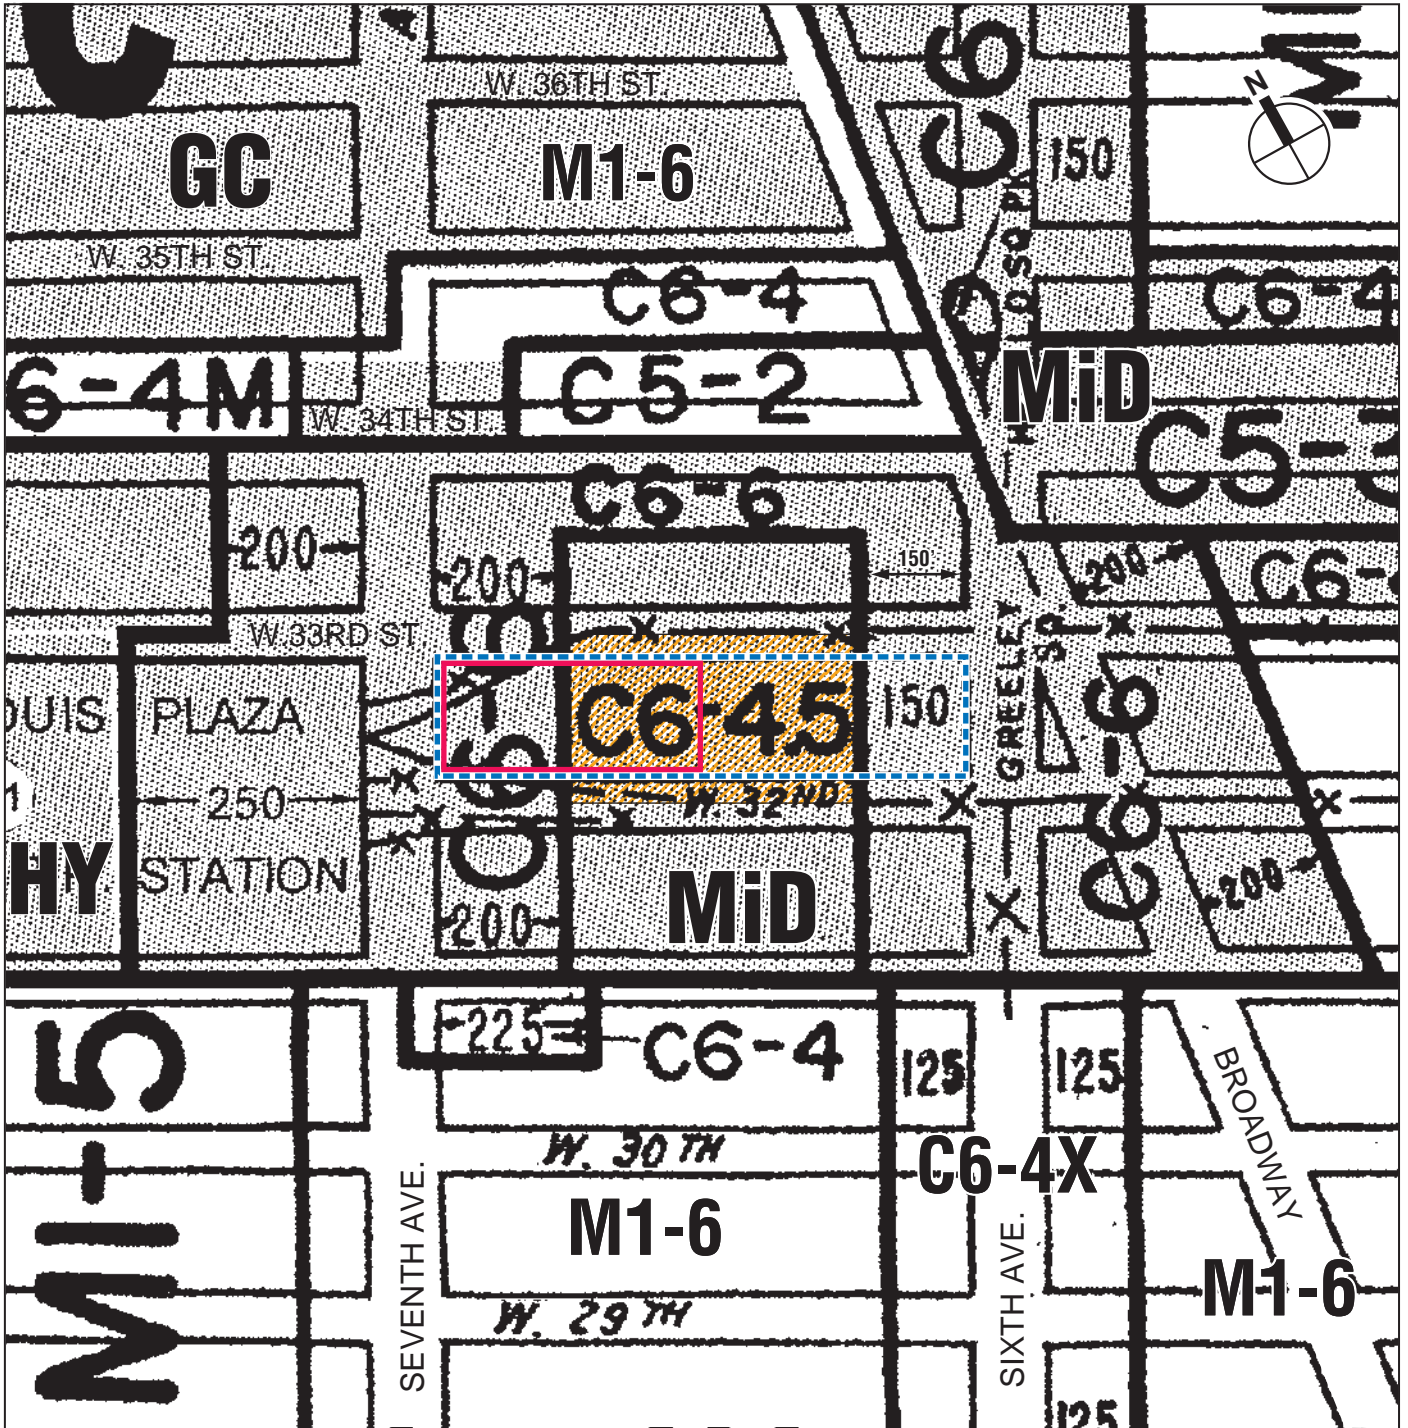 C
A
W. 36TH ST.
C6
N
GC
M1-6
150
W. 35TH ST.
C6-4
C6-4
6-4M
C5-2
MiD
W. 34TH ST.
C5-3
C6-6
200
200
150
200
C6-
W.33RD ST
GREELEY SQ.
PLAZA
C6-4.5
150
C6-6
C6-6
250
W. 32ND
HY
STATION
MiD
200
200
M1-5
225
C6-4
125
125
BROADWAY
W. 30TH
C6-4X
SEVENTH AVE.
M1-6
SIXTH AVE.
M1-6
W. 29TH
125